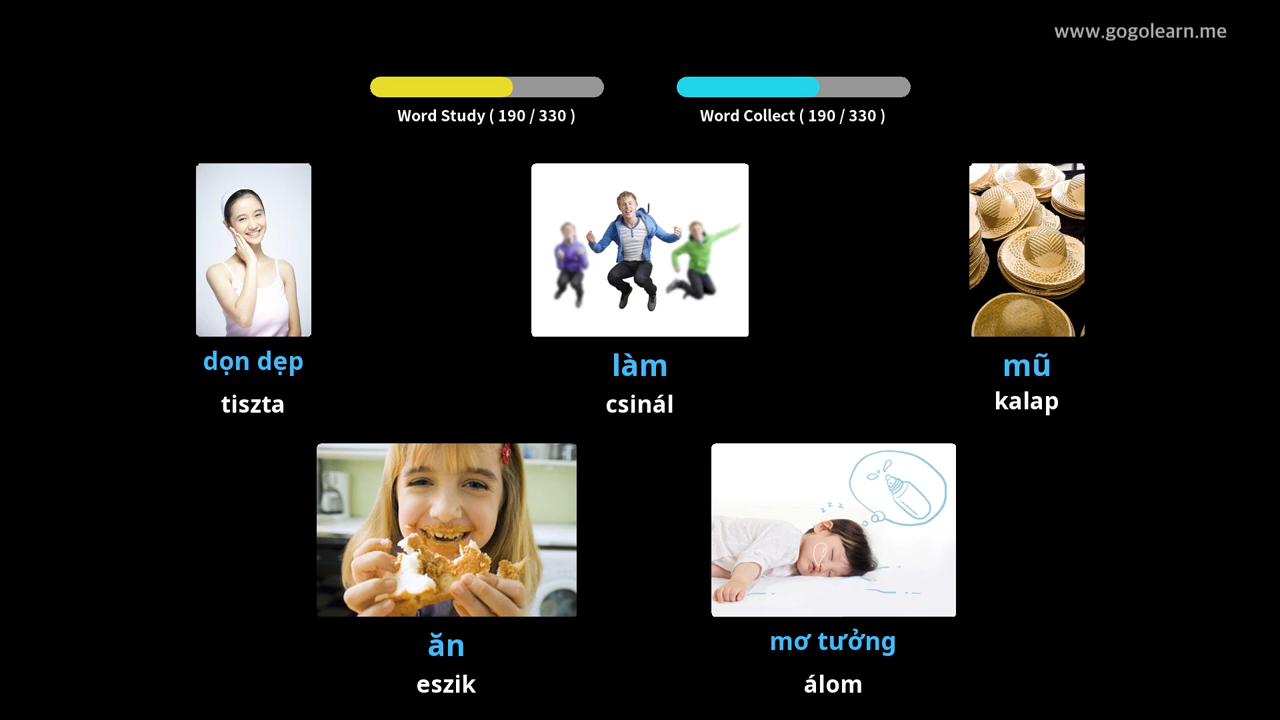 www.gogolearn.me
Word Study ( 190 / 330 )
Word Collect ( 190 / 330 )
dọn dẹp
tiszta
làm
csinál
mũ
kalap
ăn
eszik
mơ tưởng
álom